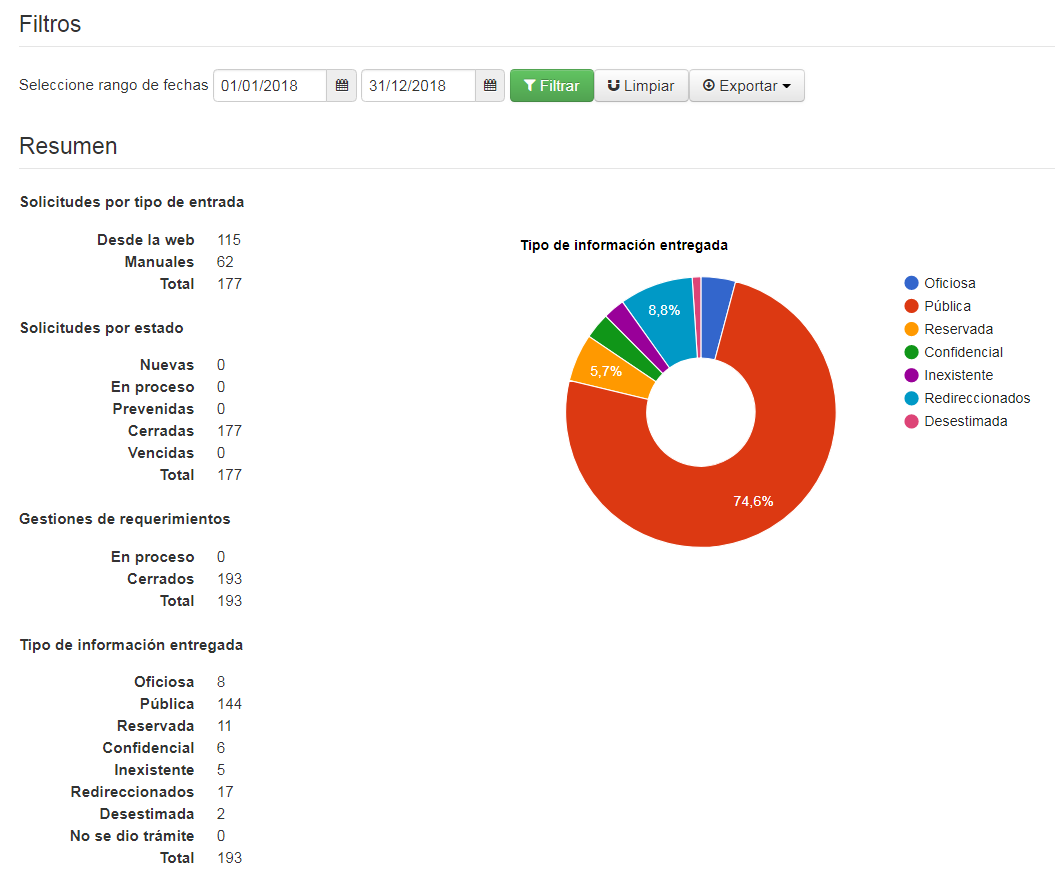 Filtros
Seleccione rango de fechas 01/01/2018 31/12/2018 Filtrar Limpiar Exportar
Resumen
Solicitudes por tipo de entrada
Desde la web 115
Manuales 62
Total 177
Solicitudes por estado
Nuevas 0
En proceso 0
Prevenidas 0
Cerradas 177
Vencidas 0
Total 177
Gestiones de requerimientos
En proceso 0
Cerrados 193
Total 193
Tipo de información entregada
Oficiosa 8
Pública 144
Reservada 11
Confidencial 6
Inexistente 5
Redireccionados 17
Desestimada 2
No se dio trámite 0
Total 193
Tipo de información entregada
8,8%
5,7%
74,6%
Oficiosa
Pública
Reservada
Confidencial
Inexistente
Redireccionados
Desestimada